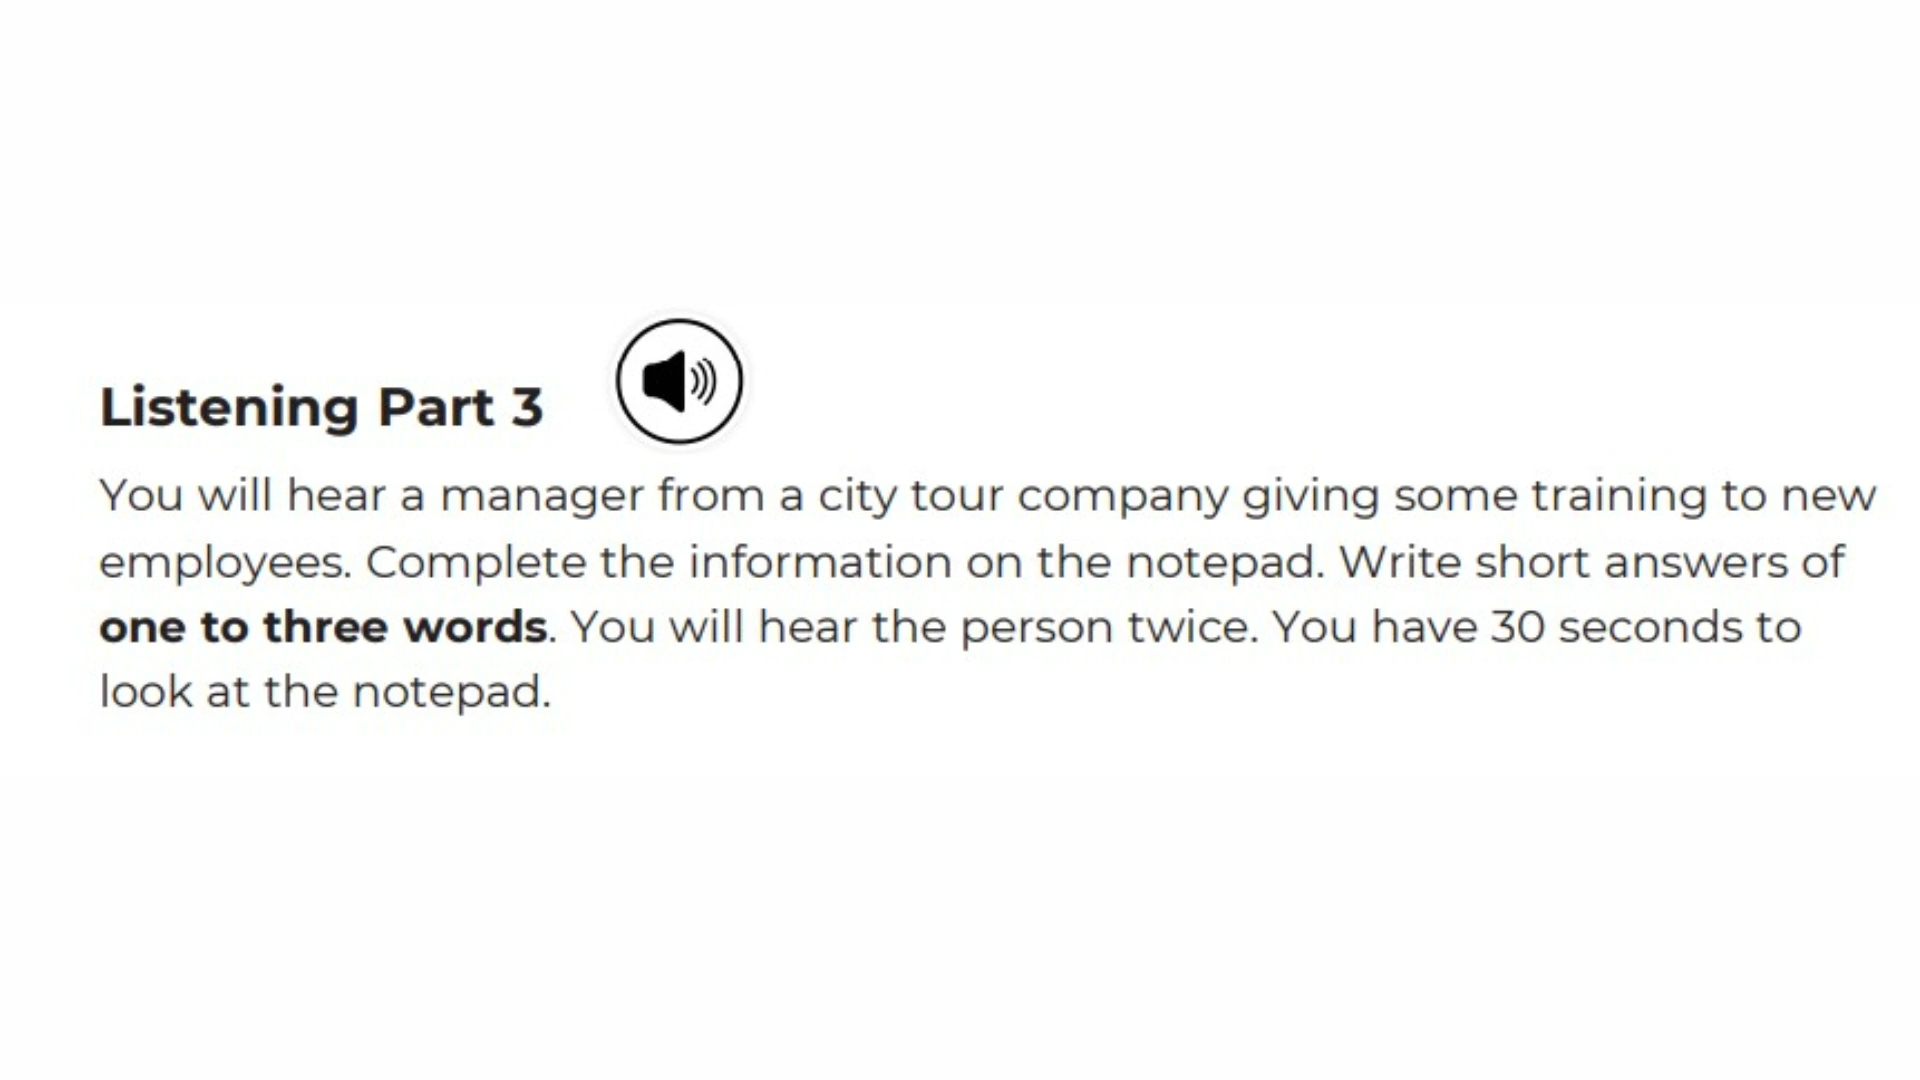 Listening Part 3
You will hear a manager from a city tour company giving some training to new
employees. Complete the information on the notepad. Write short answers of
one to three words. You will hear the person twice. You have 30 seconds to
look at the notepad.